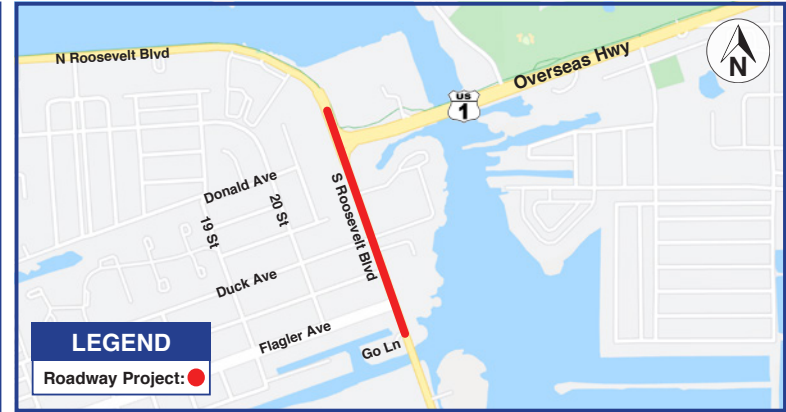 N Roosevelt Blvd
Overseas Hwy
N
US
1
Donald Ave
20 St
S Roosevelt Blvd
19 St
Duck Ave
Flagler Ave
Go Ln
LEGEND
Roadway Project: